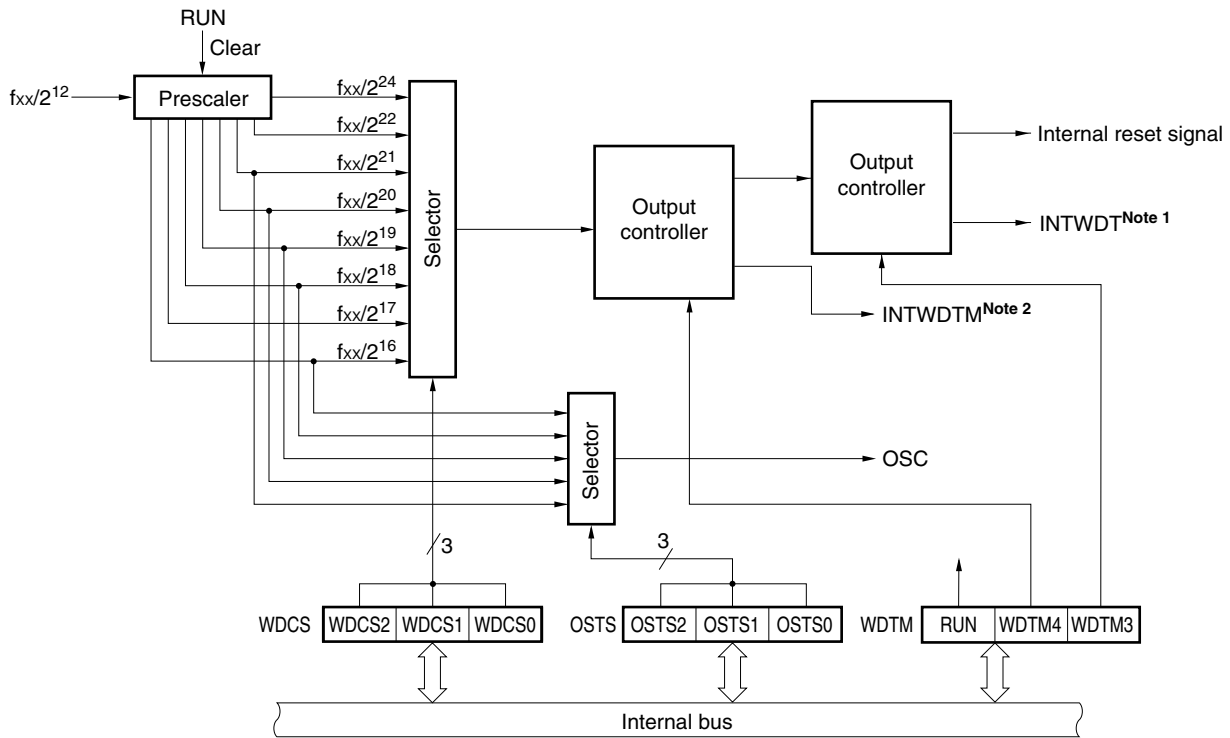 RUN
Clear
fxx/2^12
Prescaler
fxx/2^24
fxx/2^22
fxx/2^21
fxx/2^20
fxx/2^19
fxx/2^18
fxx/2^17
fxx/2^16
Selector
Output
controller
Output
controller
Internal reset signal
INTWDT^Note 1
INTWDTM^Note 2
Selector
OSC
3
3
WDCS WDCS2 WDCS1 WDCS0
OSTS OSTS2 OSTS1 OSTS0
WDTM RUN WDTM4 WDTM3
Internal bus